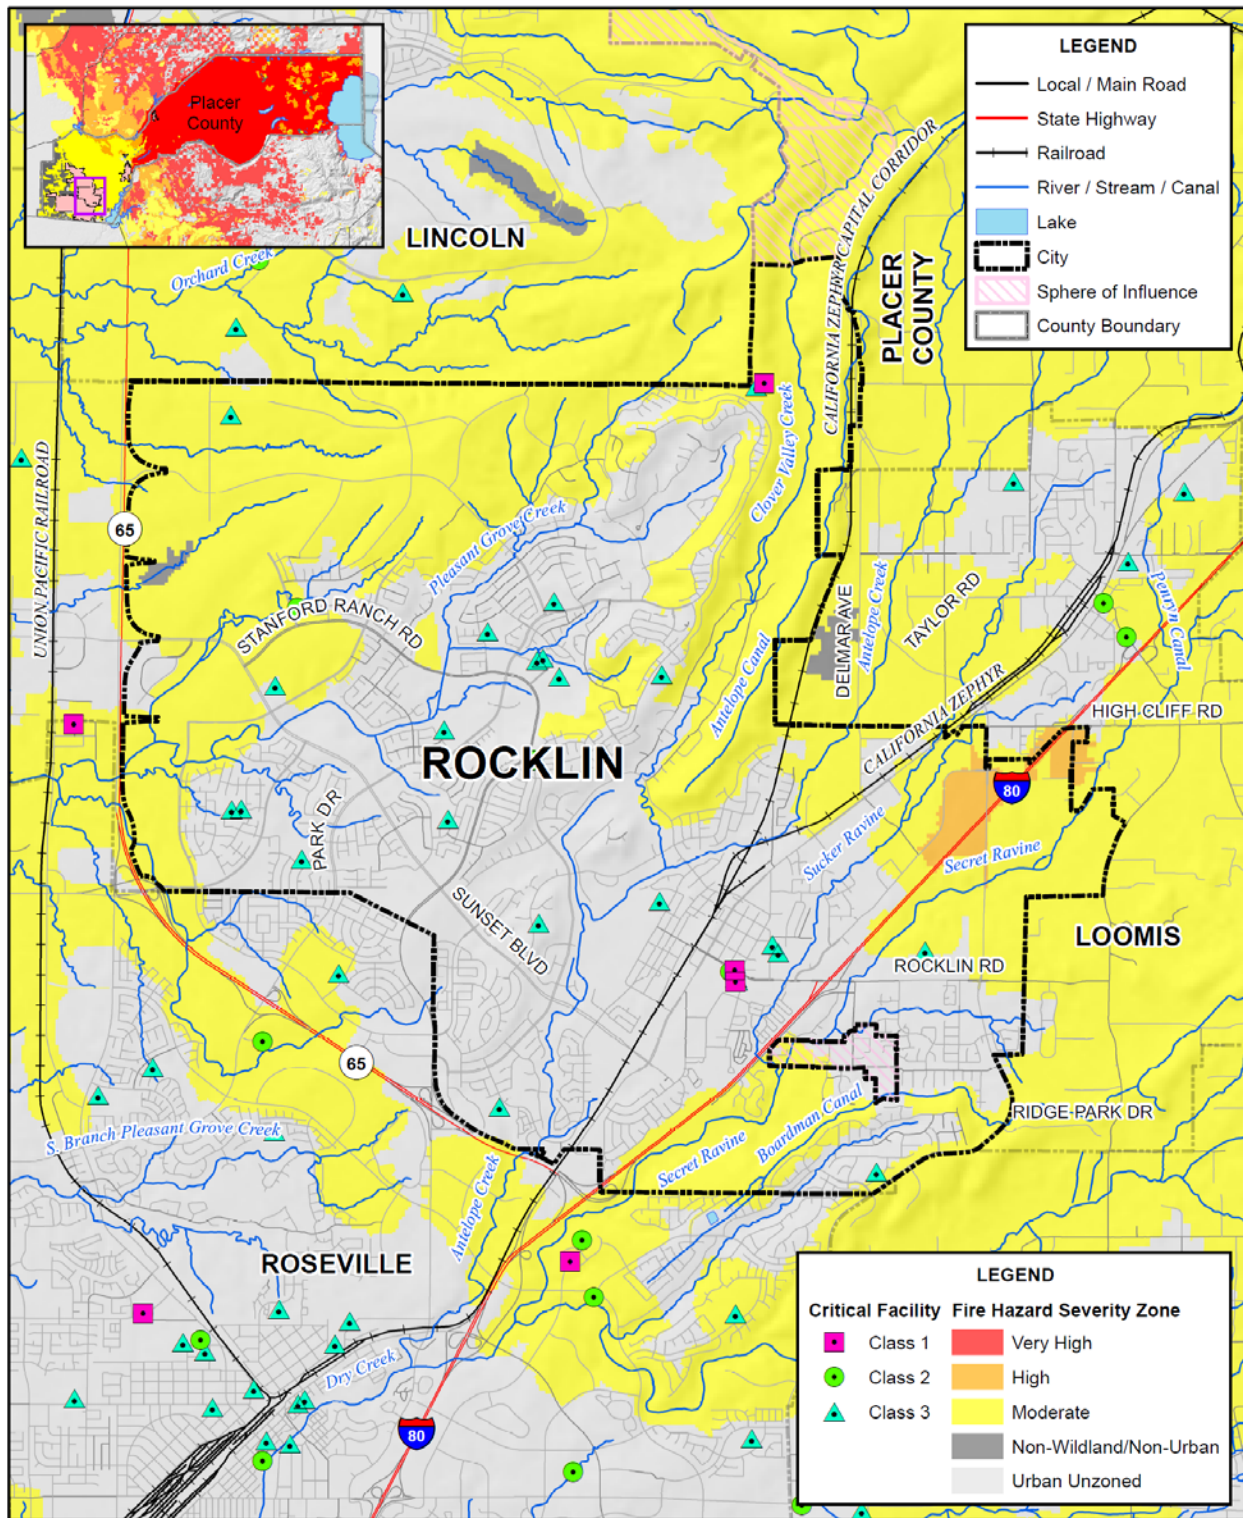 Placer
County
LEGEND
Local / Main Road
State Highway
Railroad
River / Stream / Canal
Lake
City
Sphere of Influence
County Boundary
LINCOLN
Orchard Creek
CALIFORNIA ZEPHYR/CAPITAL CORRIDOR
PLACER
COUNTY
Clover Valley Creek
UNION PACIFIC RAILROAD
65
Pleasant Grove Creek
STANFORD RANCH RD
Antelope Canal
DELMAR AVE
Antelope Creek
TAYLOR RD
Penryn Canal
CALIFORNIA ZEPHYR
HIGH CLIFF RD
ROCKLIN
80
PARK DR
Sucker Ravine
Secret Ravine
SUNSET BLVD
LOOMIS
ROCKLIN RD
65
S. Branch Pleasant Grove Creek
Boardman Canal
RIDGE PARK DR
Secret Ravine
Antelope Creek
ROSEVILLE
Dry Creek
80
LEGEND
Critical Facility
Fire Hazard Severity Zone
Class 1
Very High
Class 2
High
Class 3
Moderate
Non-Wildland/Non-Urban
Urban Unzoned